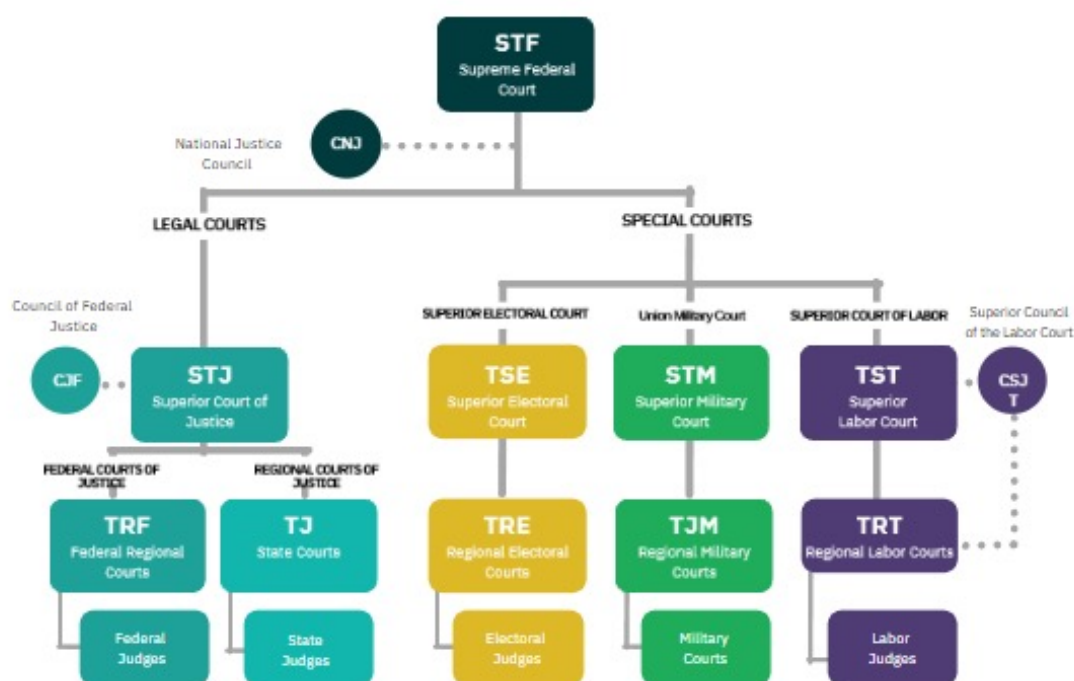 STF
Supreme Federal
Court
National Justice
Council
CNJ
LEGAL COURTS
SPECIAL COURTS
Council of Federal
Justice
CJF
STJ
Superior Court of
Justice
SUPERIOR ELECTORAL COURT
TSE
Superior Electoral
Court
Union Military Court
STM
Superior Military
Court
SUPERIOR COURT OF LABOR
TST
Superior
Labor Court
Superior Council
of the Labor Court
CSJ
T
FEDERAL COURTS OF
JUSTICE
REGIONAL COURTS OF
JUSTICE
TRF
Federal Regional
Courts
TJ
State Courts
TRE
Regional Electoral
Courts
TJM
Regional Military
Courts
TRT
Regional Labor Courts
Federal
Judges
State
Judges
Electoral
Judges
Military
Courts
Labor
Judges